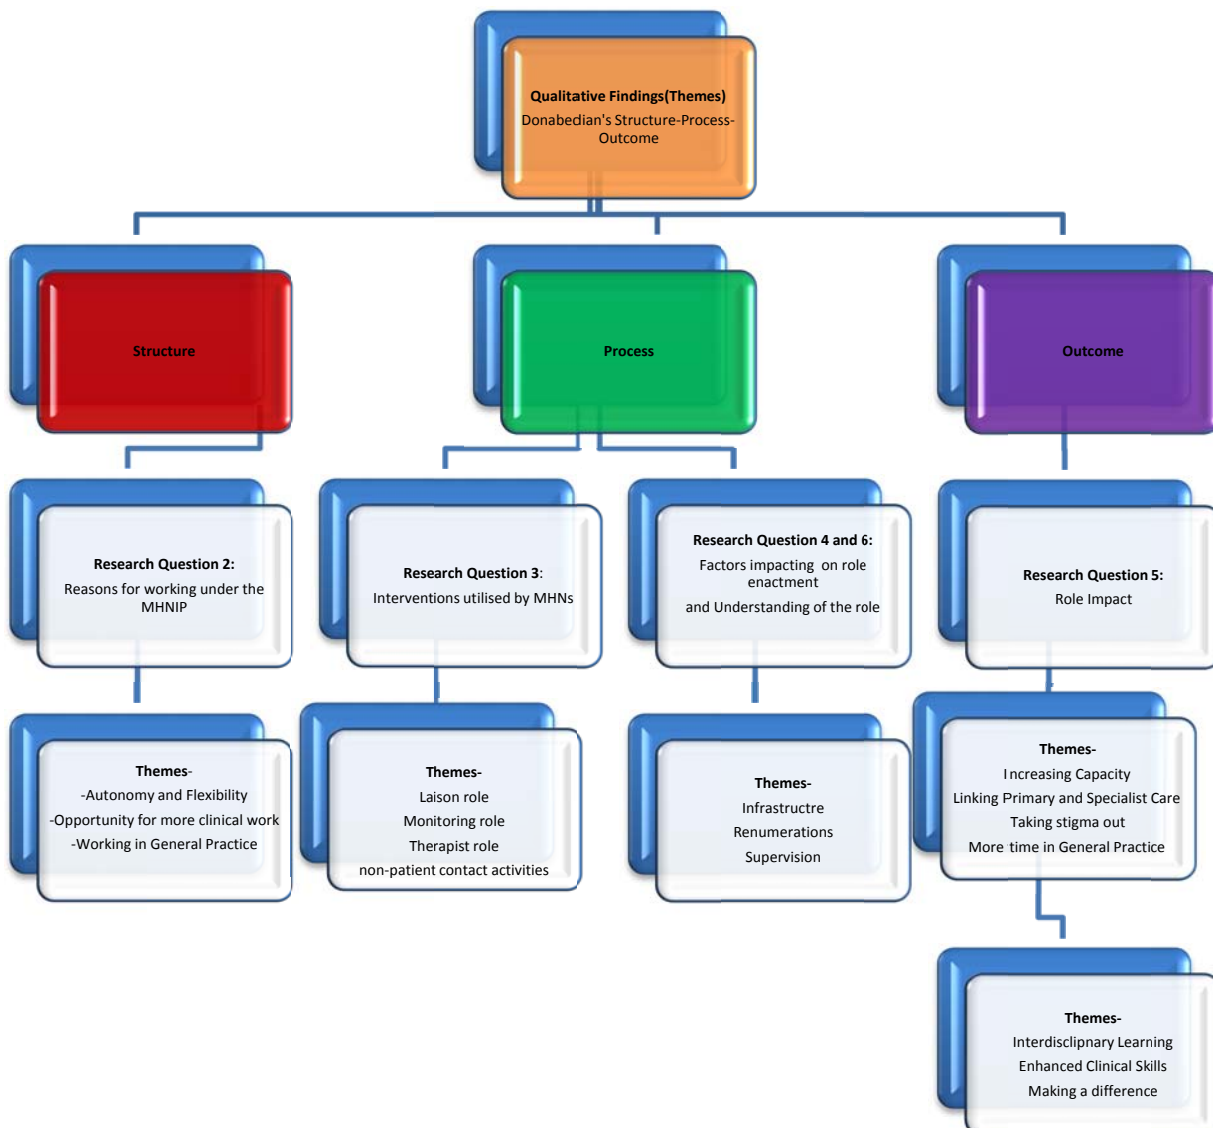 Qualitative Findings(Themes)
Donabedian's Structure-Process-
Outcome
Structure
Process
Outcome
Research Question 2:
Reasons for working under the
MHNIP
Research Question 3:
Interventions utilised by MHNs
Research Question 4 and 6:
Factors impacting on role
enactment
and Understanding of the role
Research Question 5:
Role Impact
Themes-
-Autonomy and Flexibility
-Opportunity for more clinical work
-Working in General Practice
Themes-
Laison role
Monitoring role
Therapist role
non-patient contact activities
Themes-
Infrastructre
Renumerations
Supervision
Themes-
Increasing Capacity
Linking Primary and Specialist Care
Taking stigma out
More time in General Practice
Themes-
Interdisclipnary Learning
Enhanced Clinical Skills
Making a difference